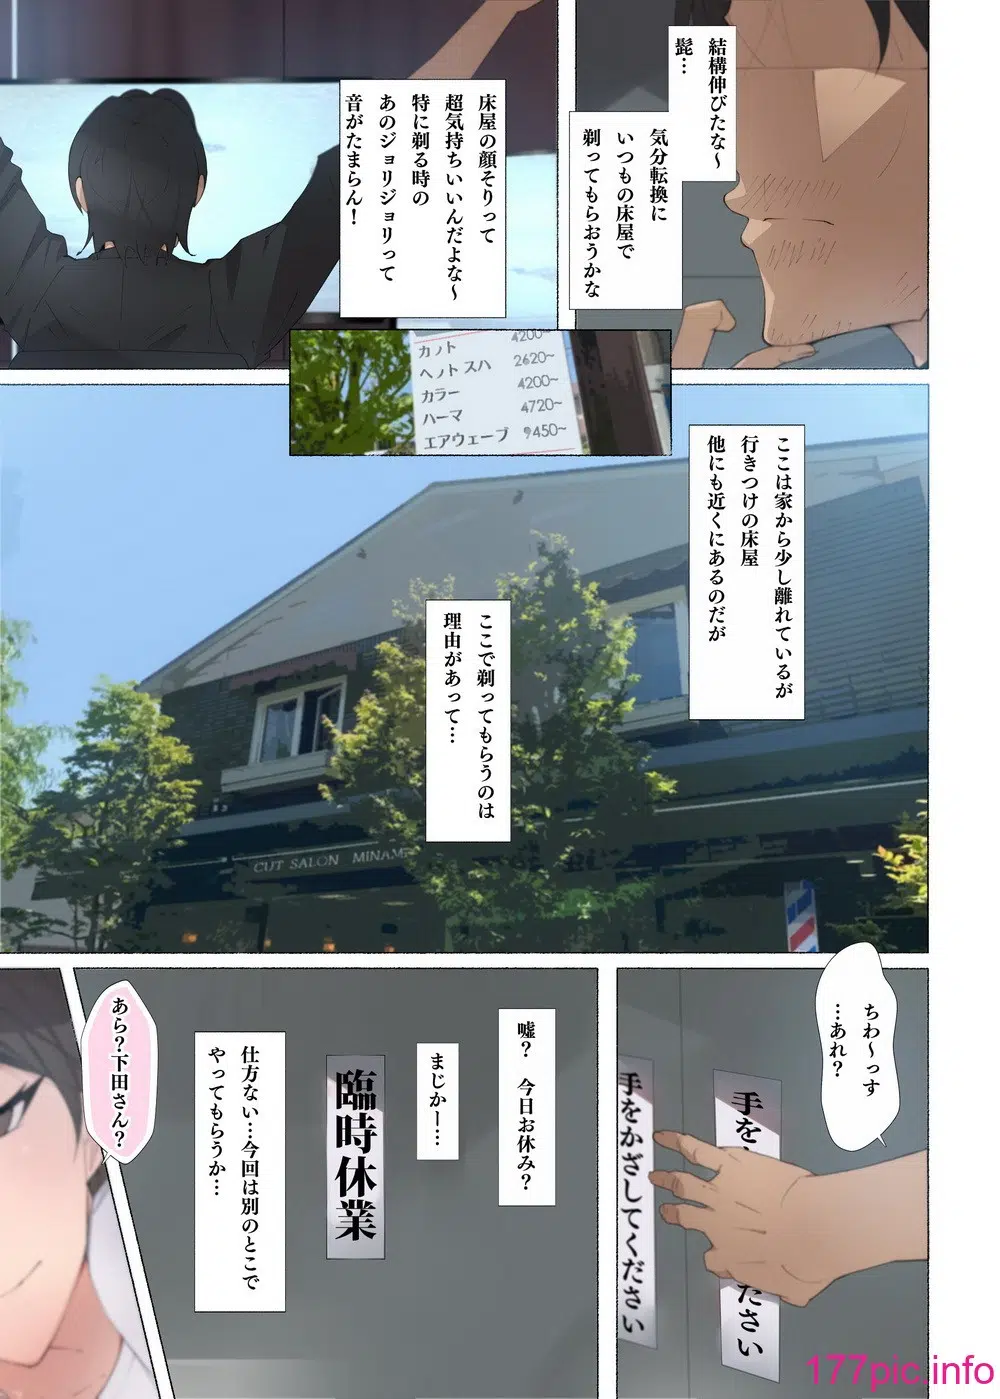 結構伸びたな～
髭…
気分転換に
いつもの床屋で
剃ってもらおうかな
床屋の顔そりって
超気持ちいいんだよな～
特に剃る時の
あのジョリジョリって
音がたまらん！
カット 4200~
ヘットスハ 2620~
カラー 4200~
ハーマ 4720~
エアウェーブ 9450~
ここは家から少し離れているが
行きつけの床屋
他にも近くにあるのだが
ここで剃ってもらうのは
理由があって…
CUT SALON MINAME
ちわ～っす
…あれ？
手を
ださい
手をかざしてください
嘘？　今日お休み？
まじかー…
臨時休業
仕方ない…今回は別のとこで
やってもらうか…
あら？下田さん？
177pic.info